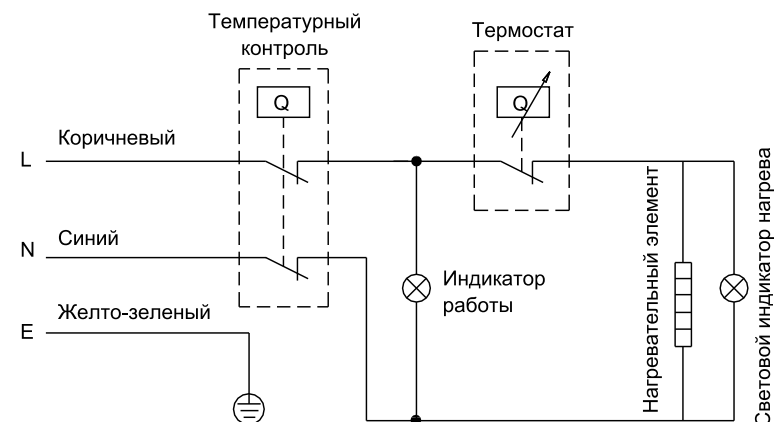 Температурный
контроль
Термостат
Q
Q
Коричневый
L
Синий
N
Желто-зеленый
E
Индикатор
работы
Нагревательный элемент
Световой индикатор нагрева